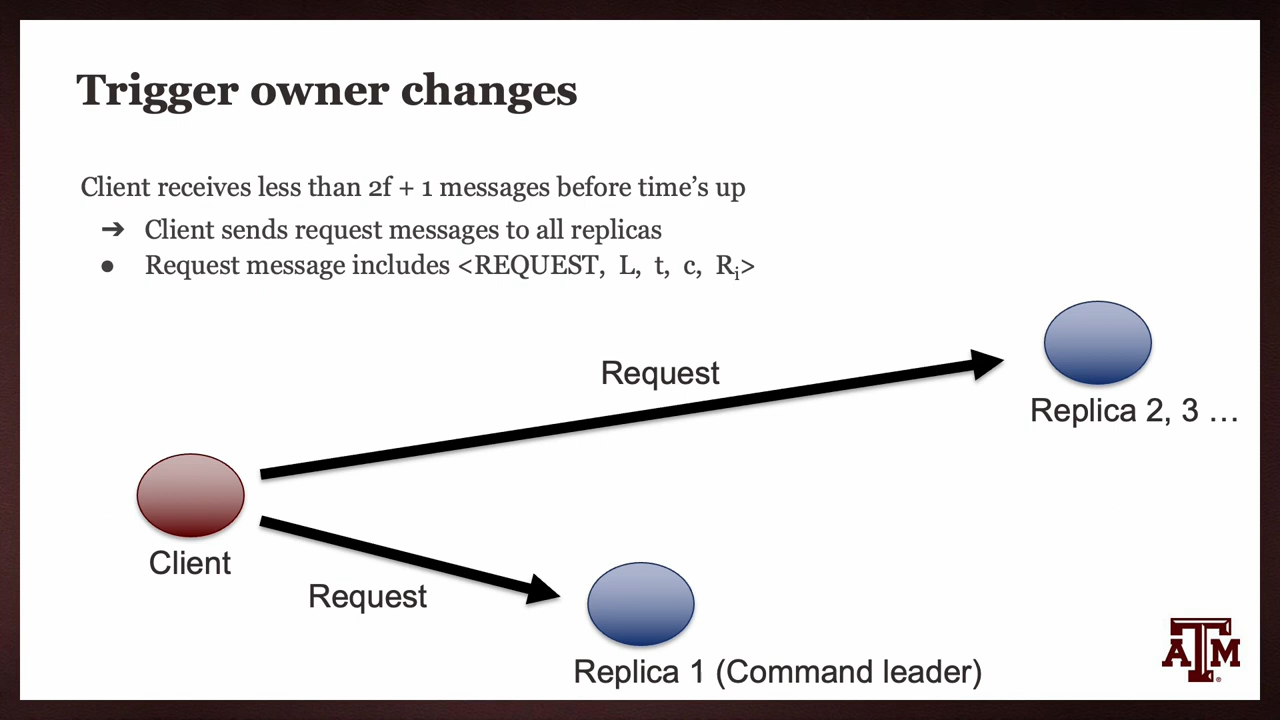 Trigger owner changes
Client receives less than 2f + 1 messages before time’s up
➔ Client sends request messages to all replicas
● Request message includes <REQUEST, L, t, c, Rᵢ>
Request
Replica 2, 3 …
Client
Request
Replica 1 (Command leader)
ATM